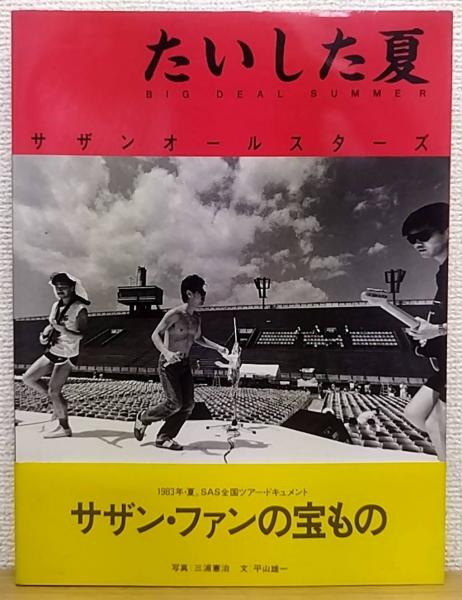 たいした夏
BIG DEAL SUMMER
サザンオールスターズ
1983年・夏。SAS全国ツアー・ドキュメント
サザン・ファンの宝もの
写真｜三浦憲治 文｜平山雄一